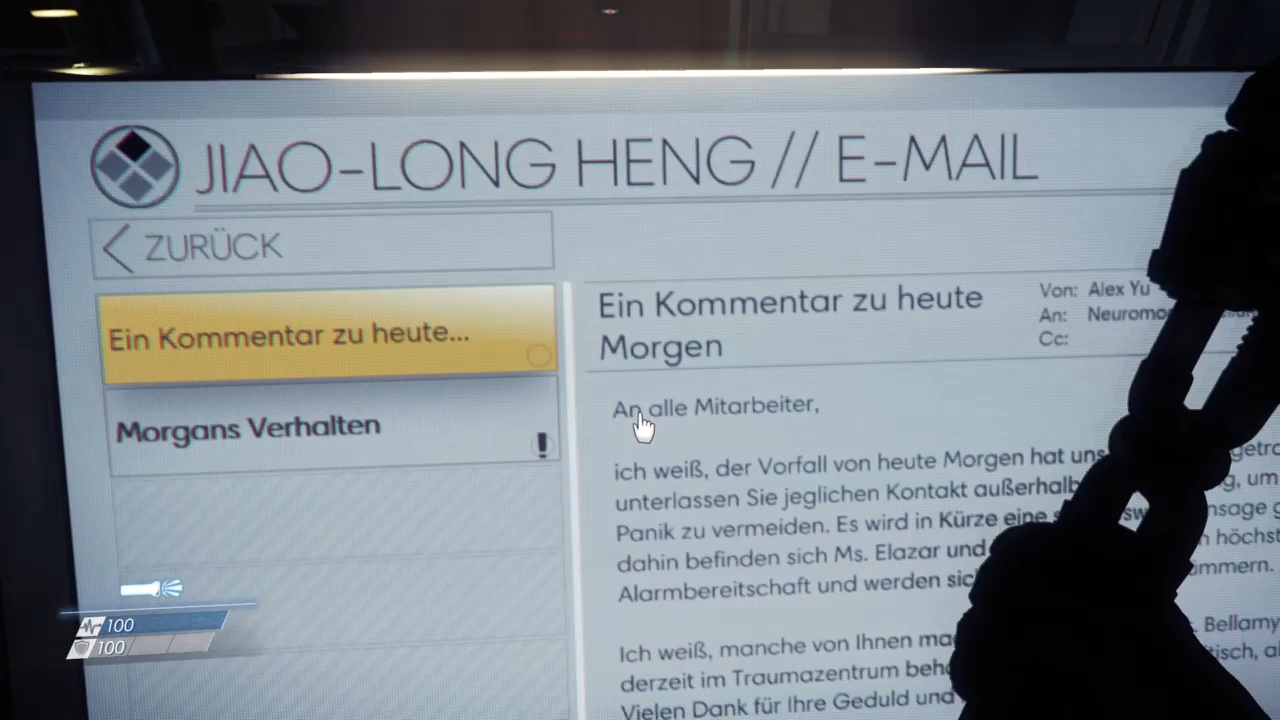 JIAO-LONG HENG // E-MAIL
ZURÜCK
Ein Kommentar zu heute...
Morgans Verhalten
!
Ein Kommentar zu heute
Morgen
Von: Alex Yu
An:
Cc:
An alle Mitarbeiter,
ich weiß, der Vorfall von heute Morgen hat uns
unterlassen Sie jeglichen Kontakt außerhalb um
Panik zu vermeiden. Es wird in Kürze eine
dahin befinden sich Ms. Elazar und
Alarmbereitschaft und werden
Ich weiß, manche von Ihnen Bellamy
derzeit im Traumazentrum
Vielen Dank für Ihre Geduld und
100
100